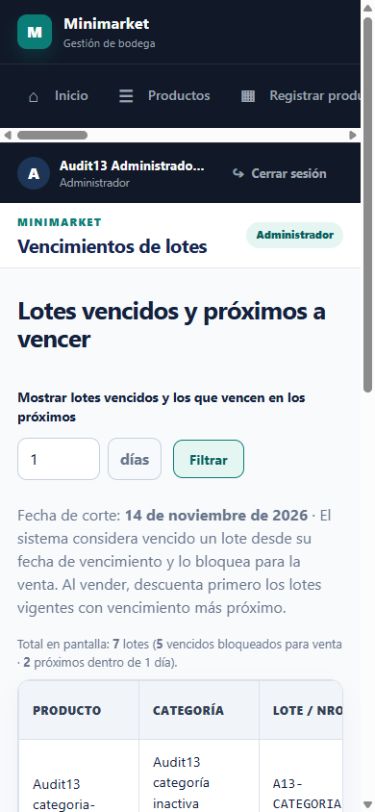 M
Minimarket
Gestión de bodega
Inicio
Productos
Registrar produ
A
Audit13 Administrado...
Administrador
Cerrar sesión
MINIMARKET
Vencimientos de lotes
Administrador
Lotes vencidos y próximos a
vencer
Mostrar lotes vencidos y los que vencen en los
próximos
1
días
Filtrar
Fecha de corte: 14 de noviembre de 2026 · El
sistema considera vencido un lote desde su
fecha de vencimiento y lo bloquea para la
venta. Al vender, descuenta primero los lotes
vigentes con vencimiento más próximo.
Total en pantalla: 7 lotes (5 vencidos bloqueados para venta
· 2 próximos dentro de 1 día).
PRODUCTO
CATEGORÍA
LOTE / NRO
Audit13
categoria-
Audit13
categoría
inactiva
A13-
CATEGORIA